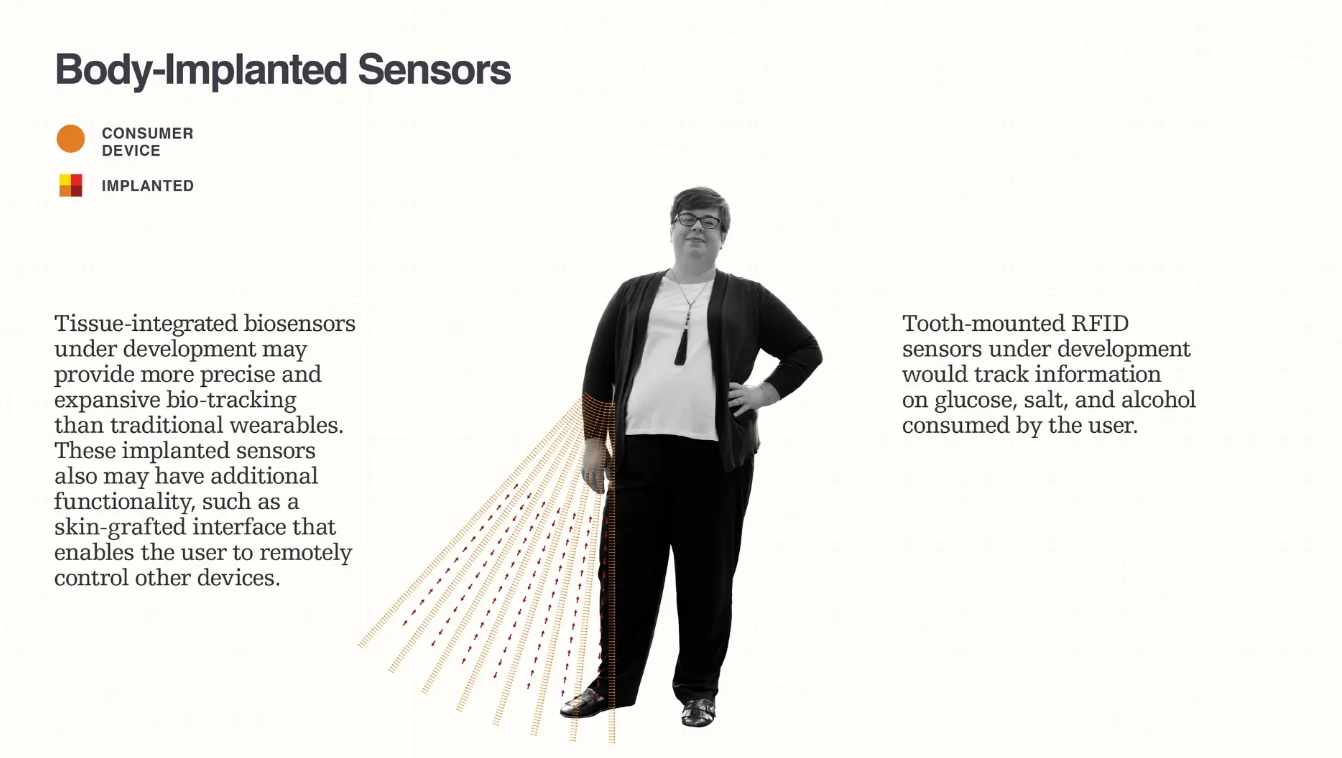 Body-Implanted Sensors
CONSUMER
DEVICE
IMPLANTED
Tissue-integrated biosensors
under development may
provide more precise and
expansive bio-tracking
than traditional wearables.
These implanted sensors
also may have additional
functionality, such as a
skin-grafted interface that
enables the user to remotely
control other devices.
Tooth-mounted RFID
sensors under development
would track information
on glucose, salt, and alcohol
consumed by the user.